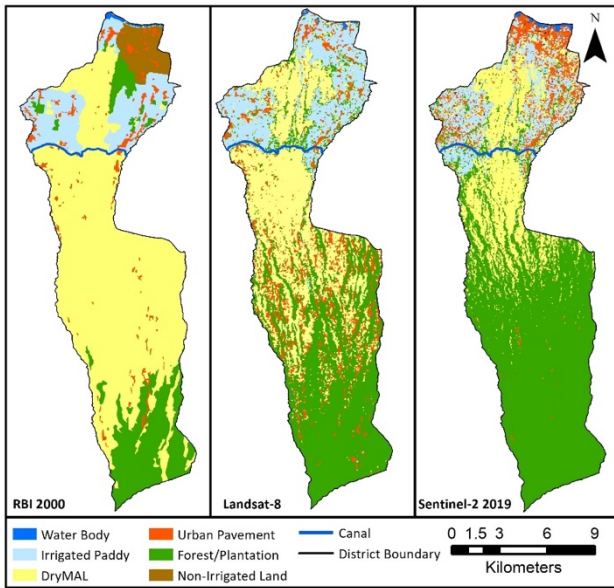 N
RBI 2000
Landsat-8
Sentinel-2 2019
Water Body
Urban Pavement
Canal
Irrigated Paddy
Forest/Plantation
District Boundary
DryMAL
Non-Irrigated Land
0 1.5 3 6 9
Kilometers